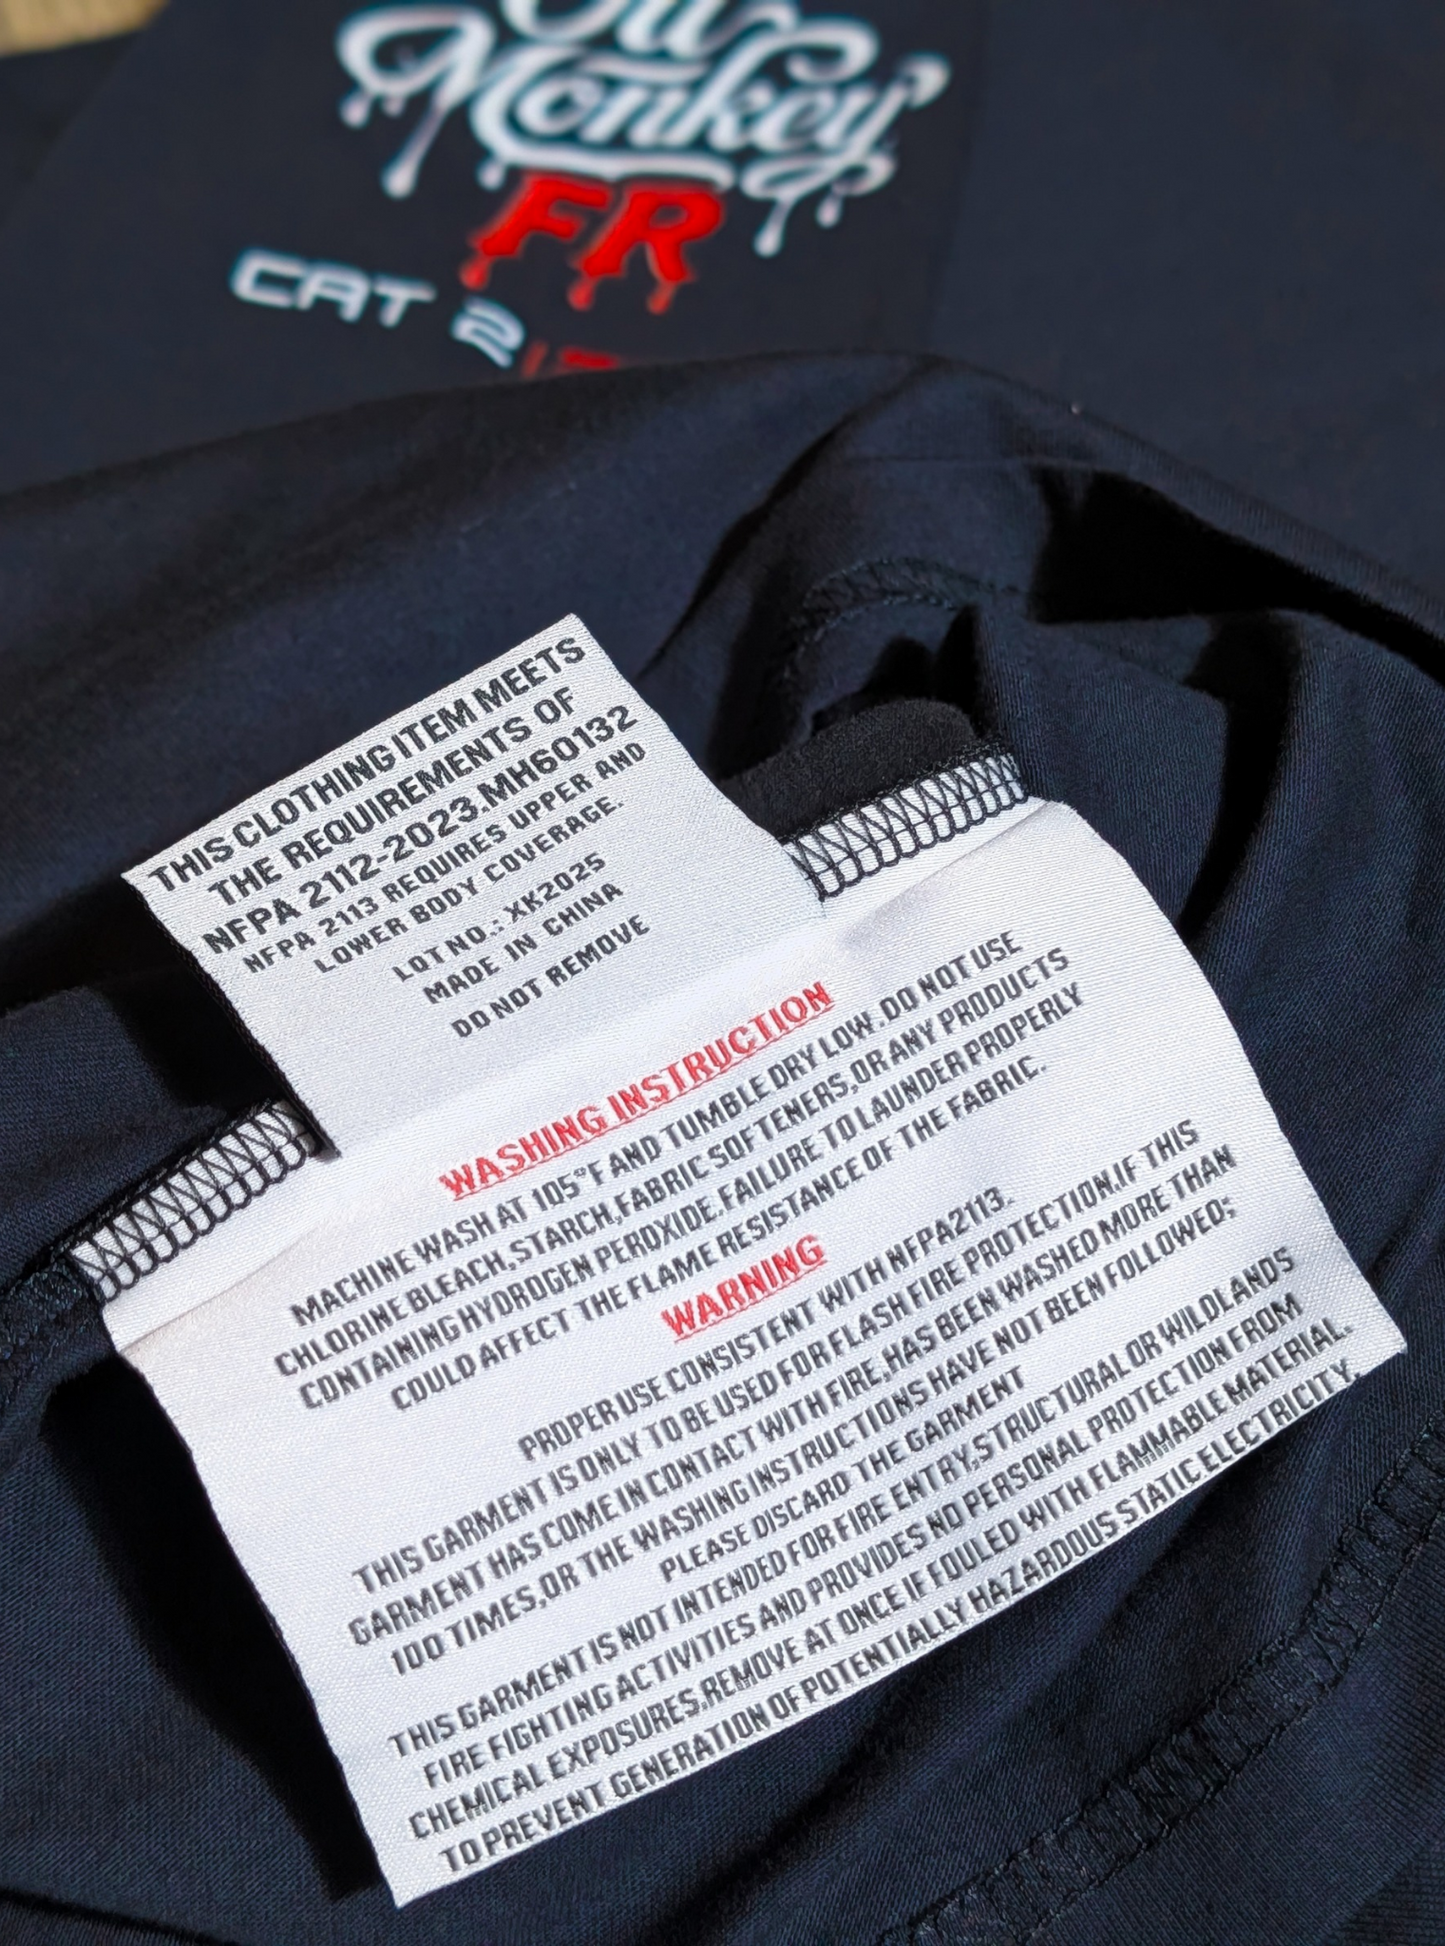 Monkey
FR
CAT 2
THIS CLOTHING ITEM MEETS
THE REQUIREMENTS OF
NFPA 2112-2023.MH60132
NFPA 2113 REQUIRES UPPER AND
LOWER BODY COVERAGE.
LOT NO.: XK2025
MADE IN CHINA
DO NOT REMOVE
WASHING INSTRUCTION
MACHINE WASH AT 105°F AND TUMBLE DRY LOW. DO NOT USE
CHLORINE BLEACH, STARCH, FABRIC SOFTENERS, OR ANY PRODUCTS
CONTAINING HYDROGEN PEROXIDE. FAILURE TO LAUNDER PROPERLY
COULD AFFECT THE FLAME RESISTANCE OF THE FABRIC.
WARNING
PROPER USE CONSISTENT WITH NFPA2113.
THIS GARMENT IS ONLY TO BE USED FOR FLASH FIRE PROTECTION.IF THIS
GARMENT HAS COME IN CONTACT WITH FIRE, HAS BEEN WASHED MORE THAN
100 TIMES, OR THE WASHING INSTRUCTIONS HAVE NOT BEEN FOLLOWED;
PLEASE DISCARD THE GARMENT
THIS GARMENT IS NOT INTENDED FOR FIRE ENTRY, STRUCTURAL OR WILDLANDS
FIRE FIGHTING ACTIVITIES AND PROVIDES NO PERSONAL PROTECTION FROM
CHEMICAL EXPOSURES, REMOVE AT ONCE IF FOULED WITH FLAMMABLE MATERIAL.
TO PREVENT GENERATION OF POTENTIALLY HAZARDOUS STATIC ELECTRICITY.